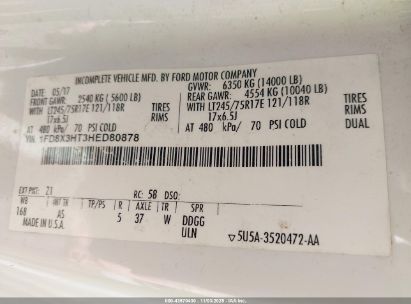 INCOMPLETE VEHICLE MFD. BY FORD MOTOR COMPANY
DATE: 05/17 GVWR: 6350 KG (14000 LB)
FRONT GAWR: 2540 KG (5600 LB) REAR GAWR: 4554 KG (10040 LB)
WITH LT245/75R17E 121/118R TIRES WITH LT245/75R17E 121/118R TIRES
17x6.5J RIMS 17x6.5J RIMS
AT 480 kPa/ 70 PSI COLD AT 480 kPa/ 70 PSI COLD DUAL
VIN: 1FD8X3HT3HED80878
EXT PNT: Z1 RC: 58 DSO:
WB INT TR TP/PS R AXLE TR SPR
168 AS 5 37 W DDGG
MADE IN U.S.A. ULN ▽5U5A-3520472-AA